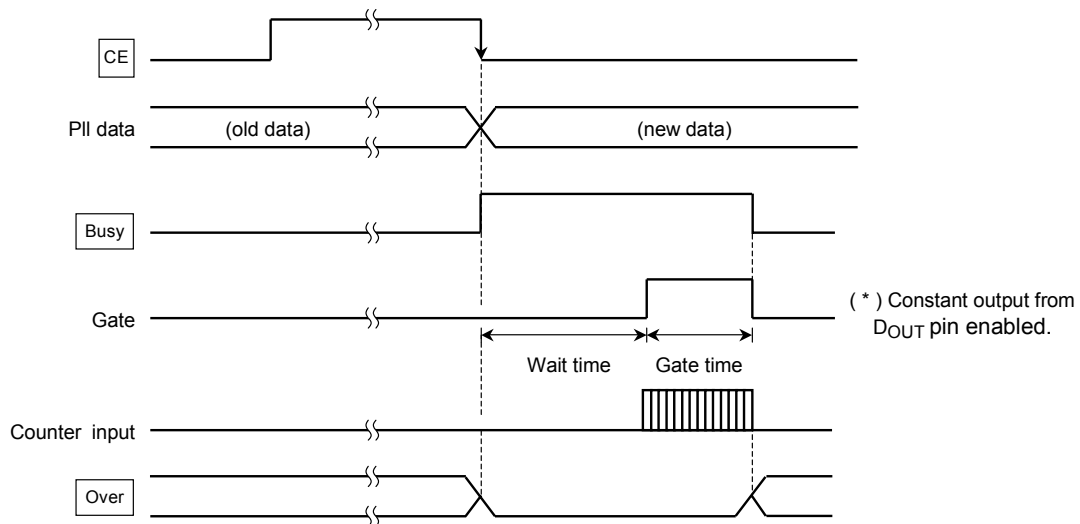 CE
Pll data
(old data)
(new data)
Busy
Gate
( * ) Constant output from
DOUT pin enabled.
Wait time
Gate time
Counter input
Over